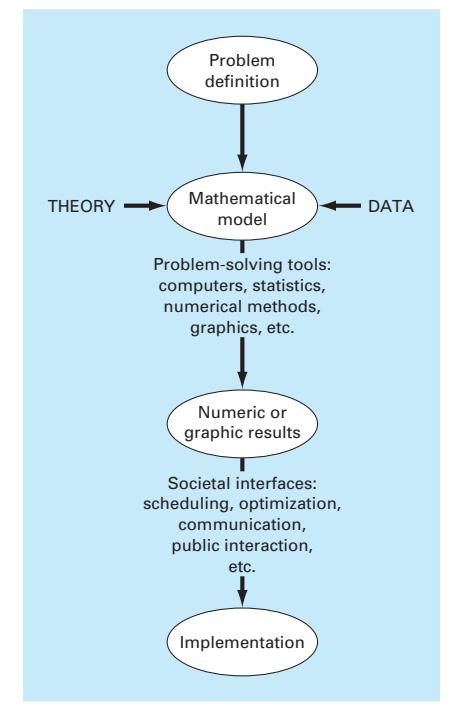 Problem
definition
THEORY
Mathematical
model
DATA
Problem-solving tools:
computers, statistics,
numerical methods,
graphics, etc.
Numeric or
graphic results
Societal interfaces:
scheduling, optimization,
communication,
public interaction,
etc.
Implementation